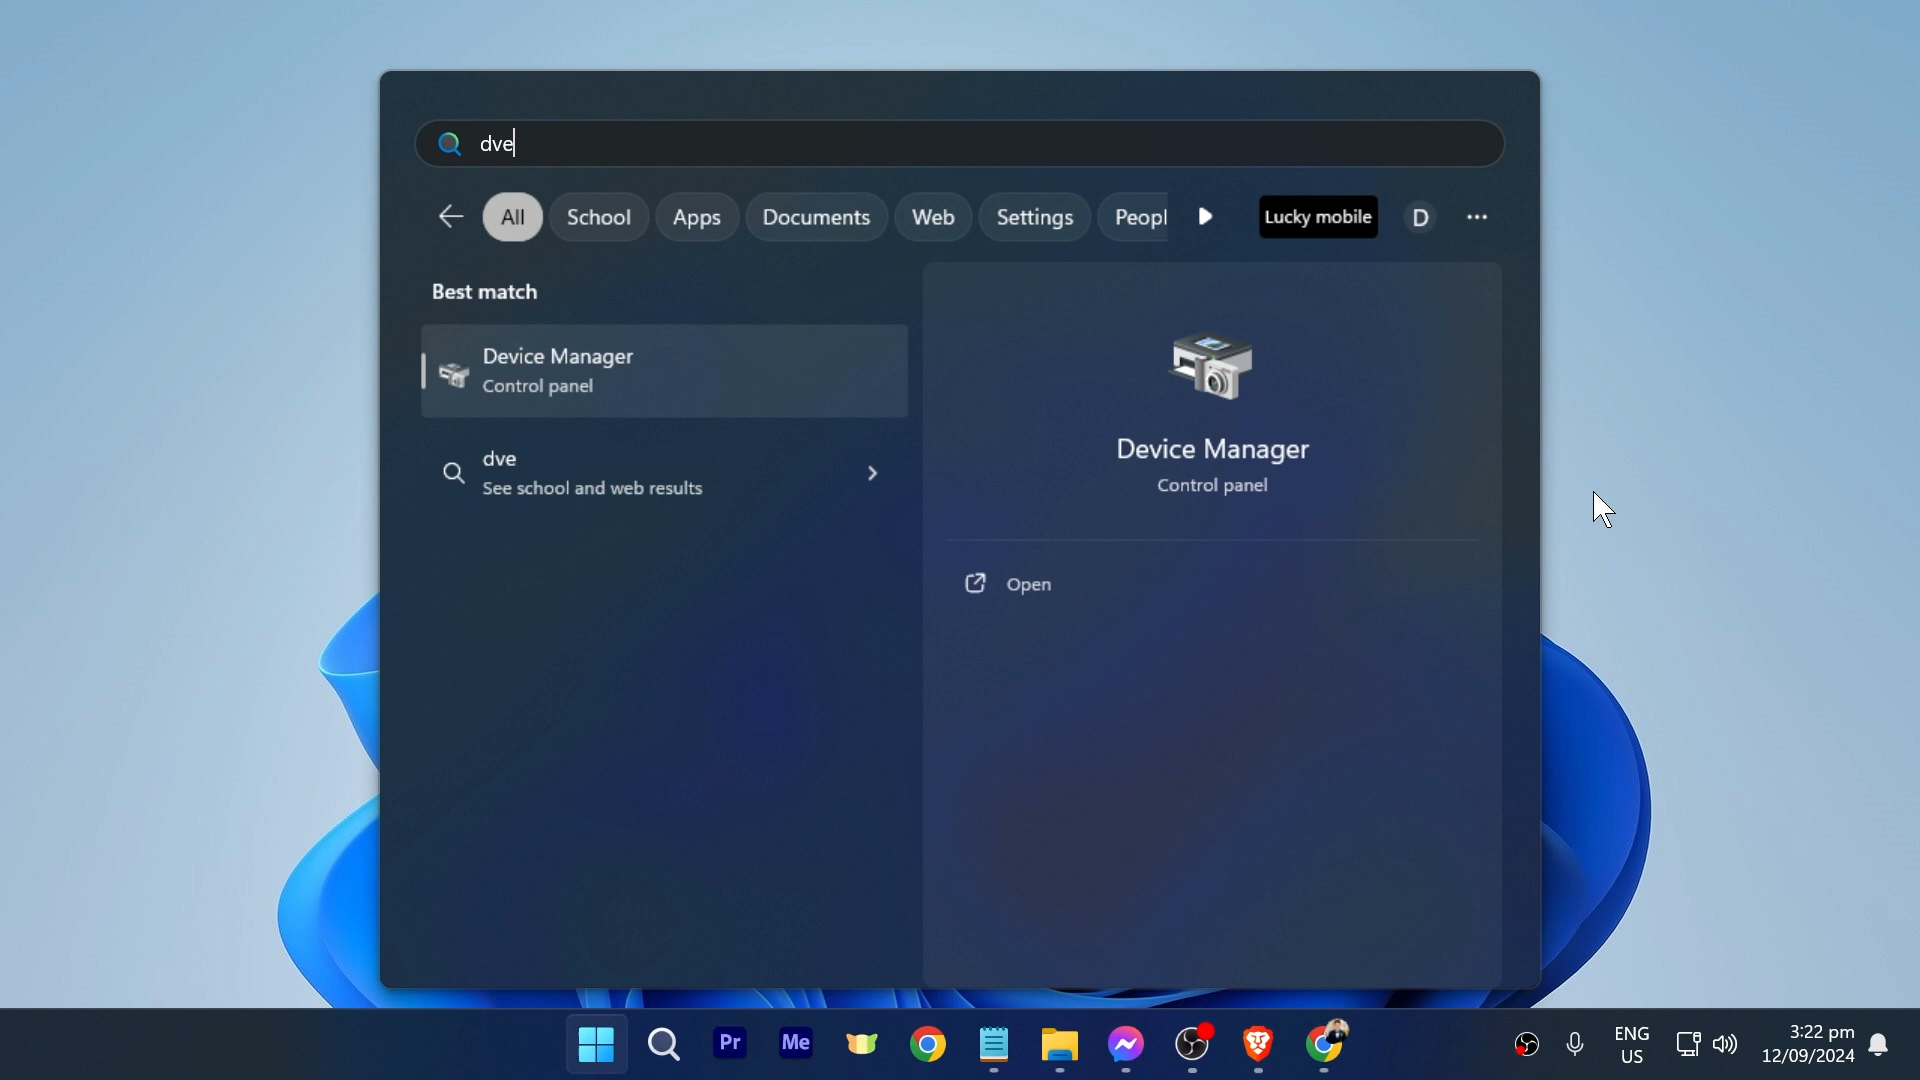 dve
All School Apps Documents Web Settings Peopl Lucky mobile D
Best match
Device Manager
Control panel
dve
See school and web results
Device Manager
Control panel
Open
Pr Me
ENG
US
3:22 pm
12/09/2024